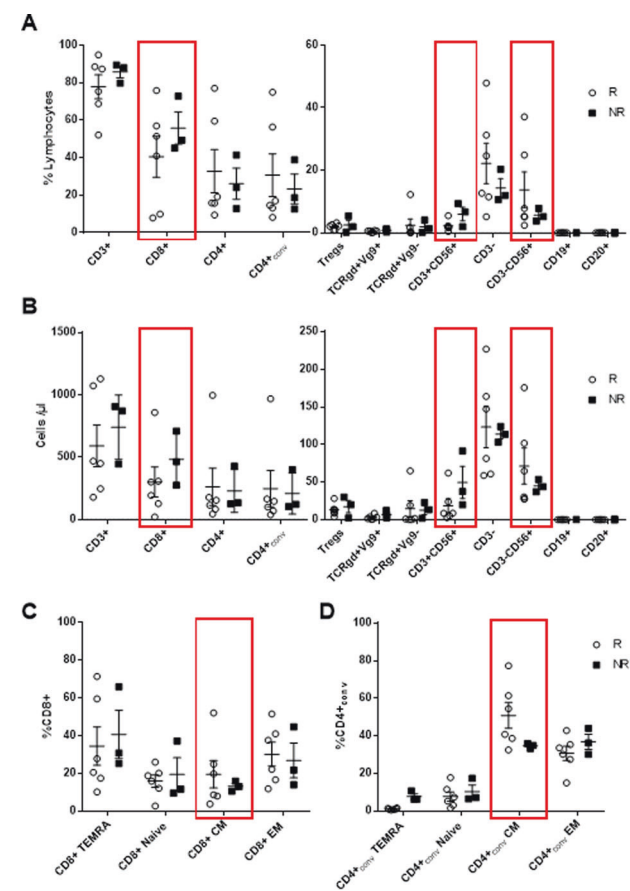 A
% Lymphocytes
100
80
60
40
20
0
CD3+
CD8+
CD4+
CD4+conv
60
40
20
0
Tregs
TCRgd+Vg9+
TCRgd+Vg9-
CD3+CD56+
CD3-
CD3-CD56+
CD19+
CD20+
R
NR
B
Cells /µl
1500
1000
500
0
CD3+
CD8+
CD4+
CD4+conv
250
200
150
100
50
0
Tregs
TCRgd+Vg9+
TCRgd+Vg9-
CD3+CD56+
CD3-
CD3-CD56+
CD19+
CD20+
R
NR
C
%CD8+
100
80
60
40
20
0
CD8+ TEMRA
CD8+ Naive
CD8+ CM
CD8+ EM
D
%CD4+conv
100
80
60
40
20
0
CD4+conv TEMRA
CD4+conv Naive
CD4+conv CM
CD4+conv EM
R
NR